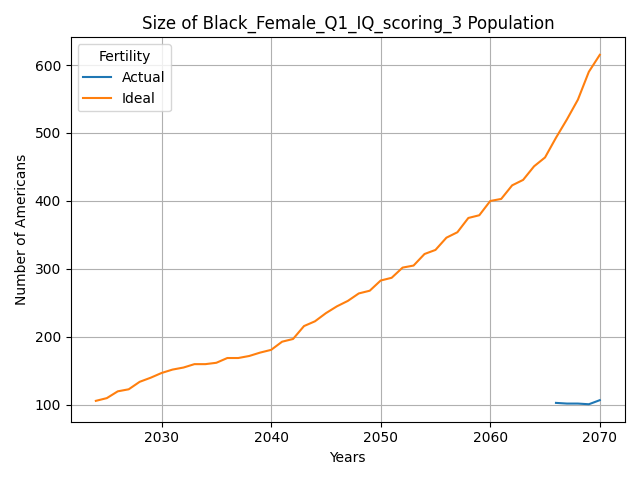 Size of Black_Female_Q1_IQ_scoring_3 Population
Fertility
Actual
Ideal
Number of Americans
600
500
400
300
200
100
2030 2040 2050 2060 2070
Years